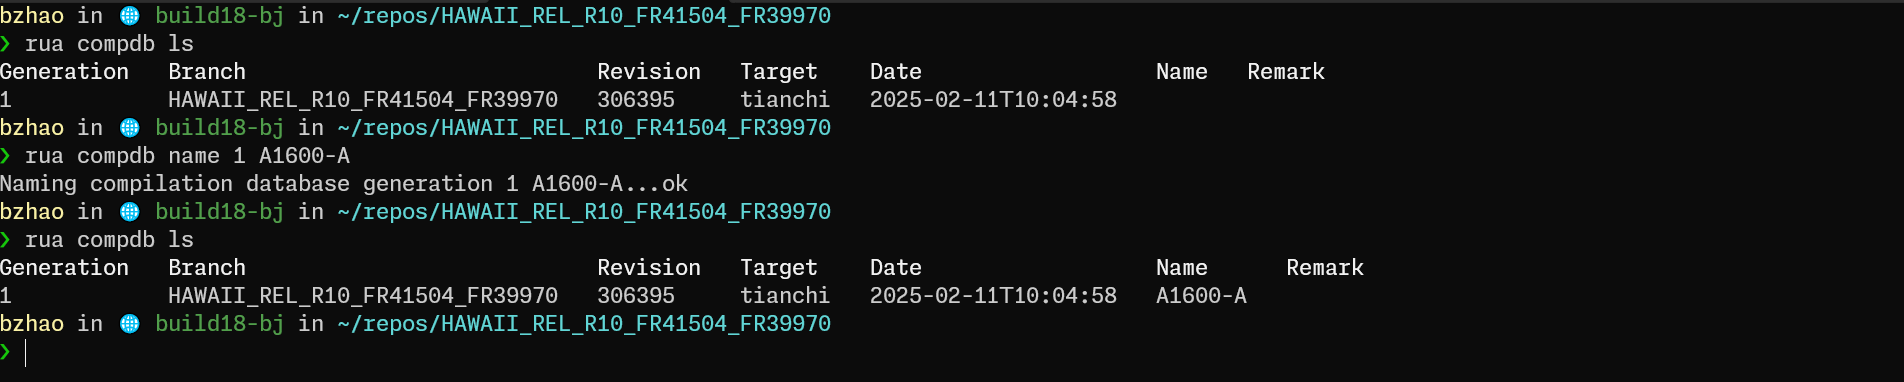 bzhao in 🌐 build18-bj in ~/repos/HAWAII_REL_R10_FR41504_FR39970
❯ rua compdb ls
Generation   Branch                           Revision   Target    Date                  Name   Remark
1            HAWAII_REL_R10_FR41504_FR39970   306395     tianchi   2025-02-11T10:04:58
bzhao in 🌐 build18-bj in ~/repos/HAWAII_REL_R10_FR41504_FR39970
❯ rua compdb name 1 A1600-A
Naming compilation database generation 1 A1600-A...ok
bzhao in 🌐 build18-bj in ~/repos/HAWAII_REL_R10_FR41504_FR39970
❯ rua compdb ls
Generation   Branch                           Revision   Target    Date                  Name      Remark
1            HAWAII_REL_R10_FR41504_FR39970   306395     tianchi   2025-02-11T10:04:58   A1600-A
bzhao in 🌐 build18-bj in ~/repos/HAWAII_REL_R10_FR41504_FR39970
❯